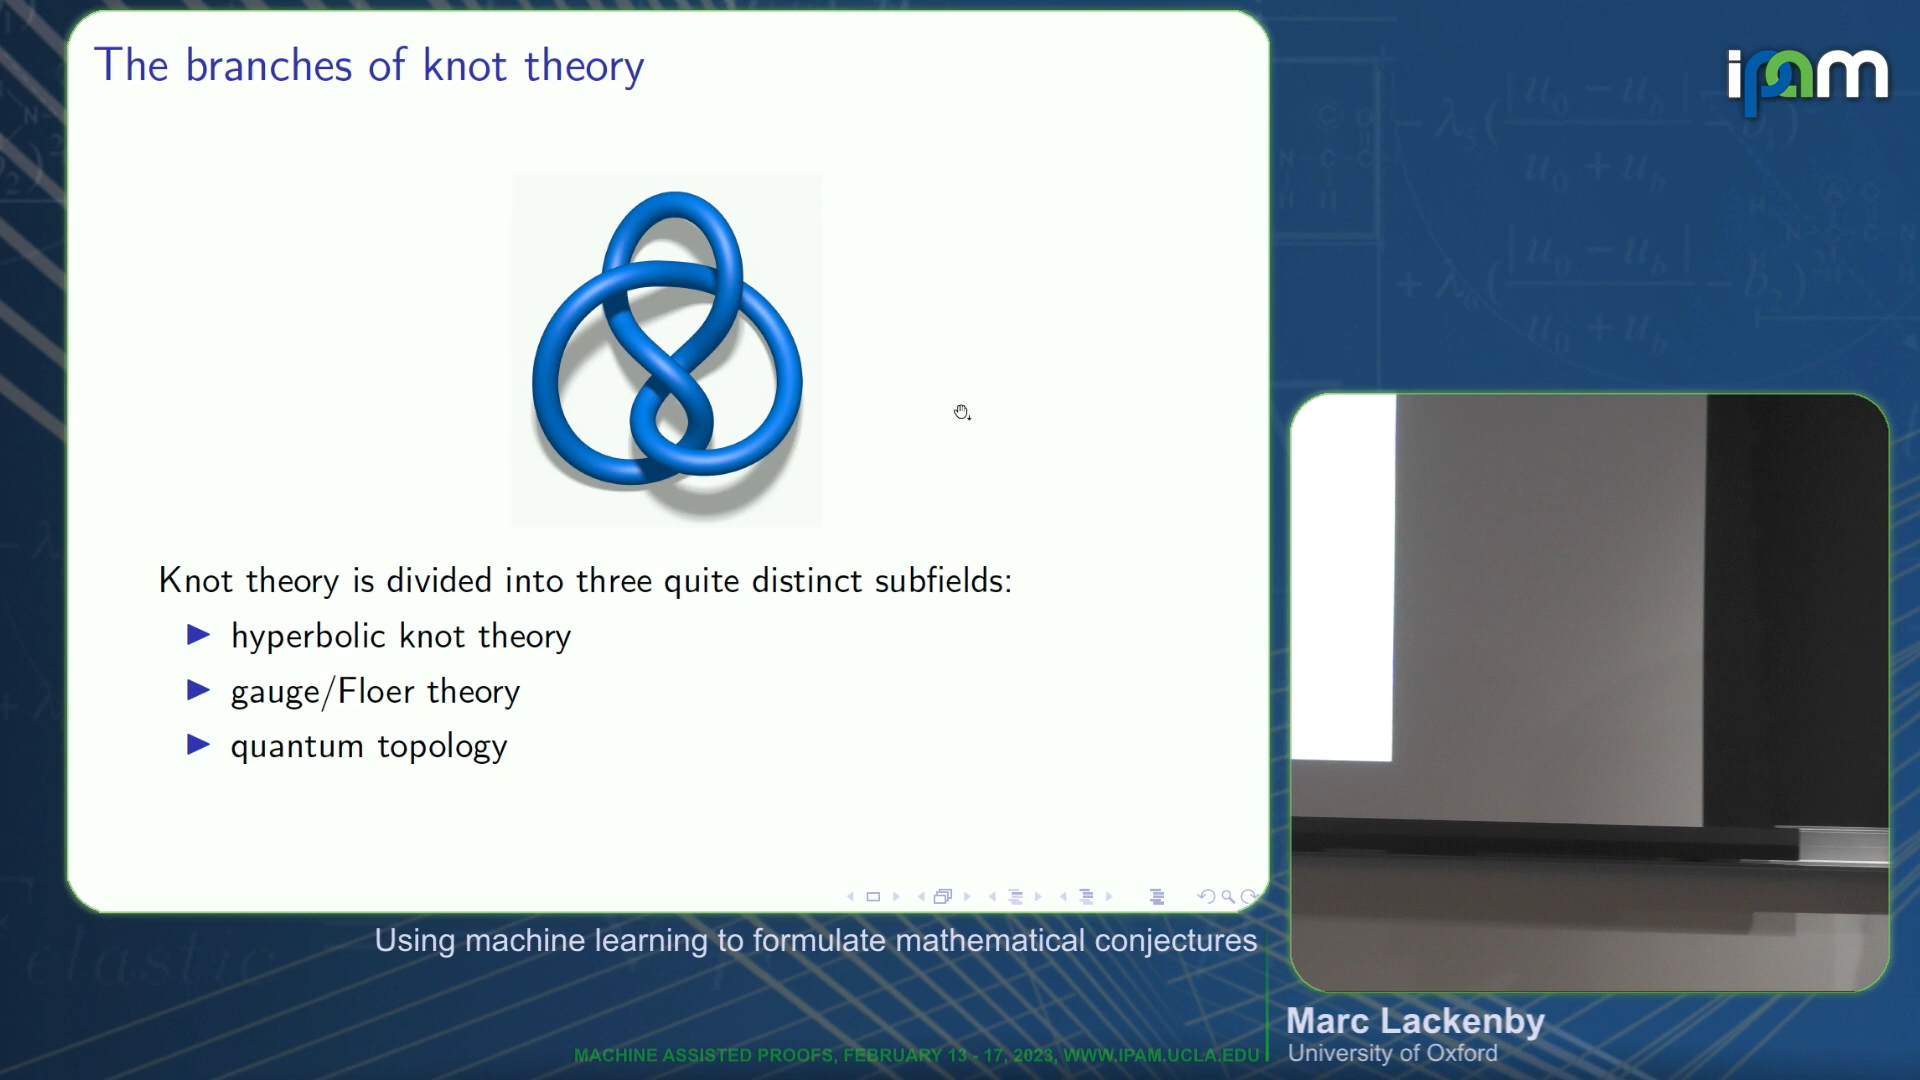 The branches of knot theory
ipam
Knot theory is divided into three quite distinct subfields:
hyperbolic knot theory
gauge/Floer theory
quantum topology
Using machine learning to formulate mathematical conjectures
Marc Lackenby
University of Oxford
MACHINE ASSISTED PROOFS, FEBRUARY 13 - 17, 2023, WWW.IPAM.UCLA.EDU
elastic